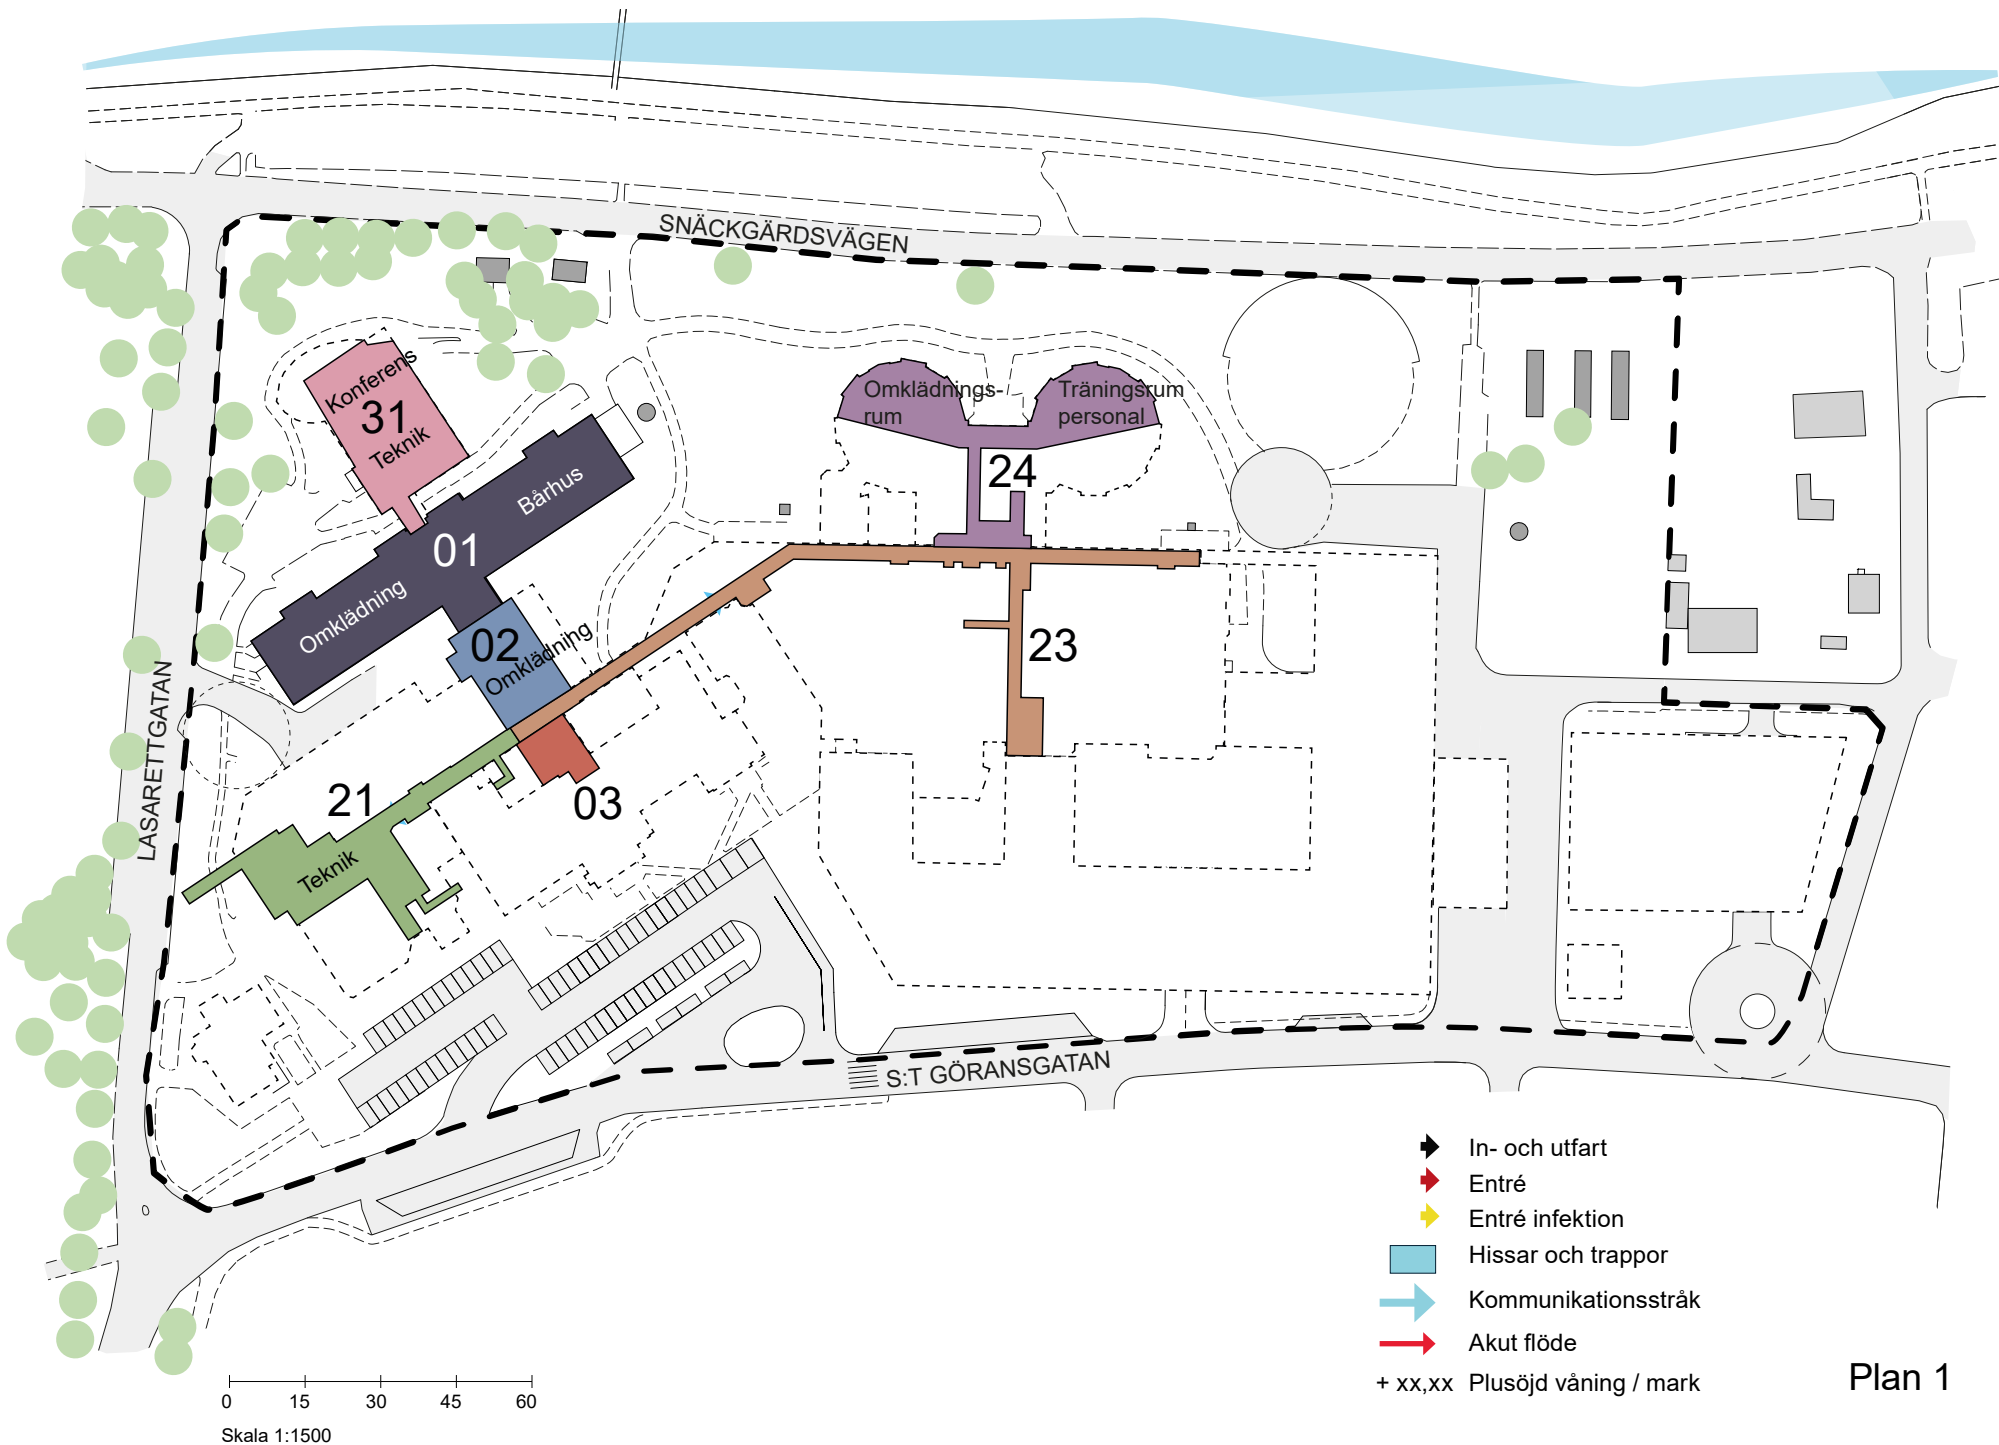 SNÄCKGÄRDSVÄGEN
Konferens
31
Teknik
Omklädnings-
rum
Träningsrum
personal
24
Bårhus
01
Omklädning
02
Omklädning
23
LASARETTGATAN
21
03
Teknik
S:T GÖRANSGATAN
In- och utfart
Entré
Entré infektion
Hissar och trappor
Kommunikationsstråk
Akut flöde
+ xx,xx Plusöjd våning / mark
Plan 1
0 15 30 45 60
Skala 1:1500